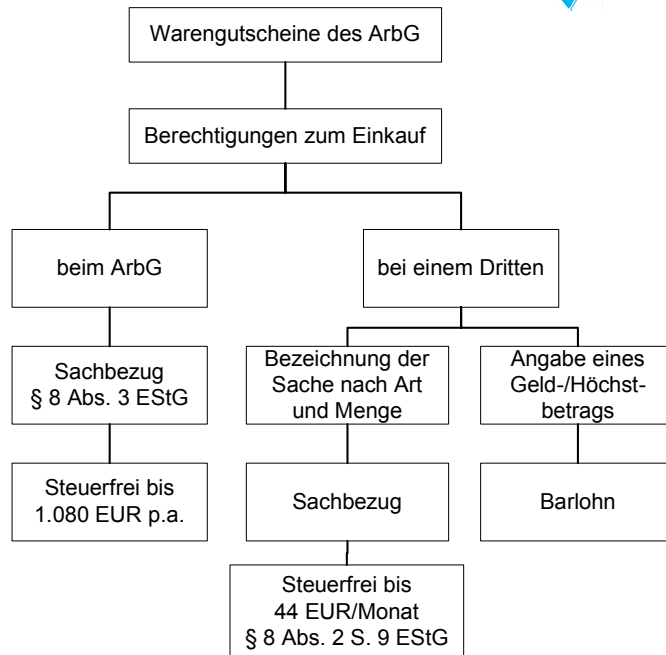 Warengutscheine des ArbG
Berechtigungen zum Einkauf
beim ArbG
bei einem Dritten
Sachbezug
§ 8 Abs. 3 EStG
Bezeichnung der
Sache nach Art
und Menge
Angabe eines
Geld-/Höchst-
betrags
Steuerfrei bis
1.080 EUR p.a.
Sachbezug
Barlohn
Steuerfrei bis
44 EUR/Monat
§ 8 Abs. 2 S. 9 EStG